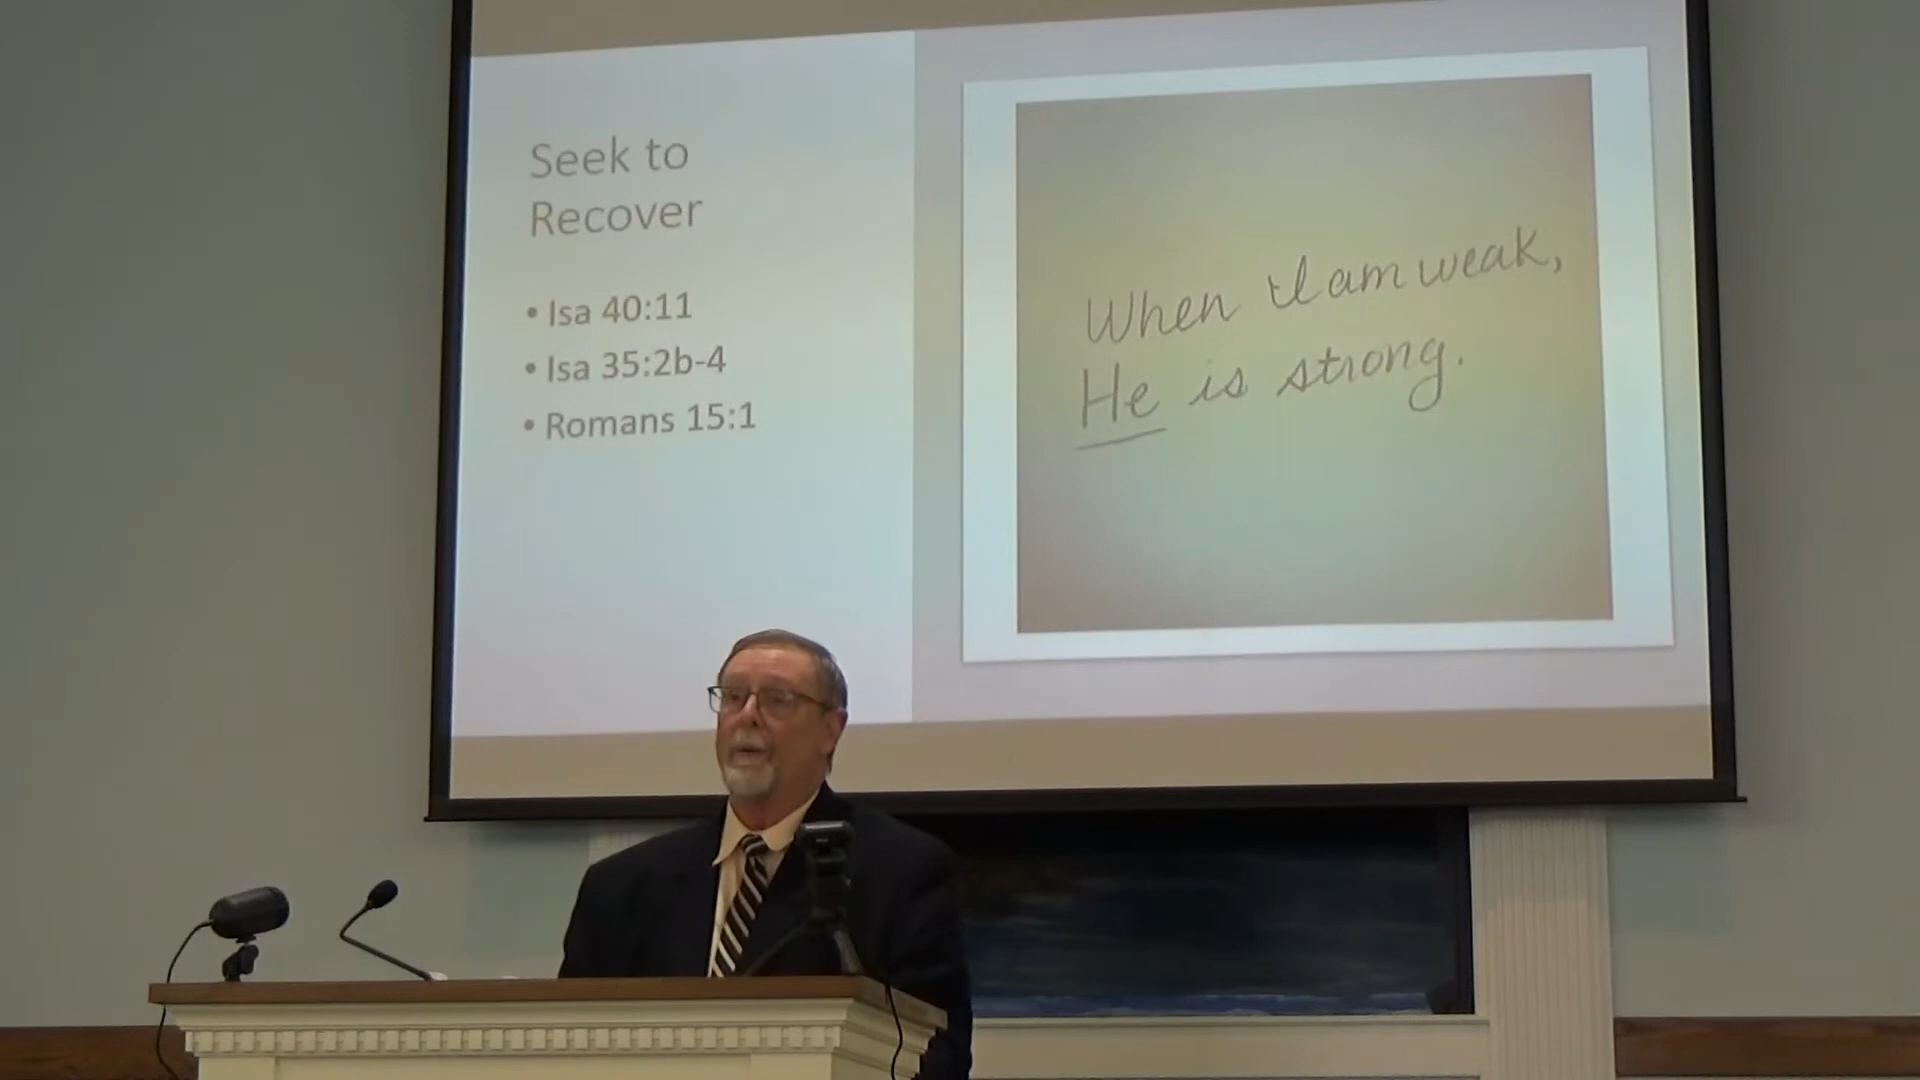 Seek to
Recover
• Isa 40:11
• Isa 35:2b-4
• Romans 15:1
When I am weak,
He is strong.